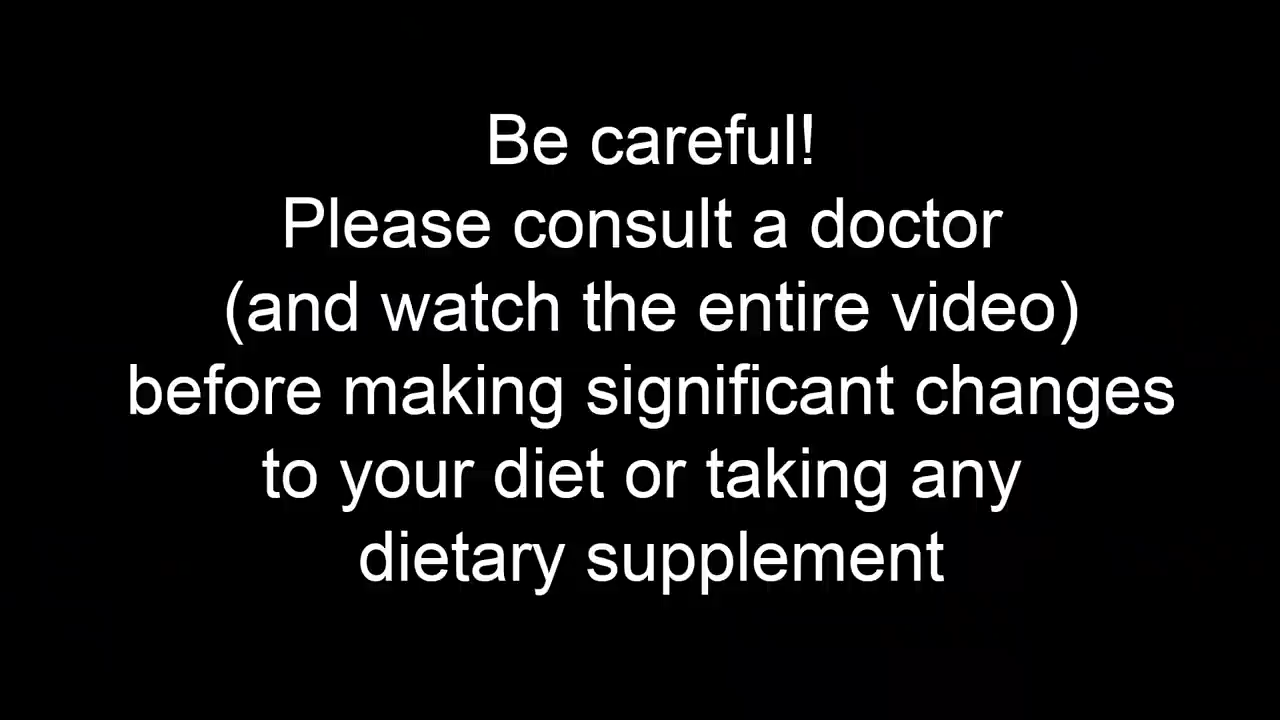 Be careful!
Please consult a doctor
(and watch the entire video)
before making significant changes
to your diet or taking any
dietary supplement